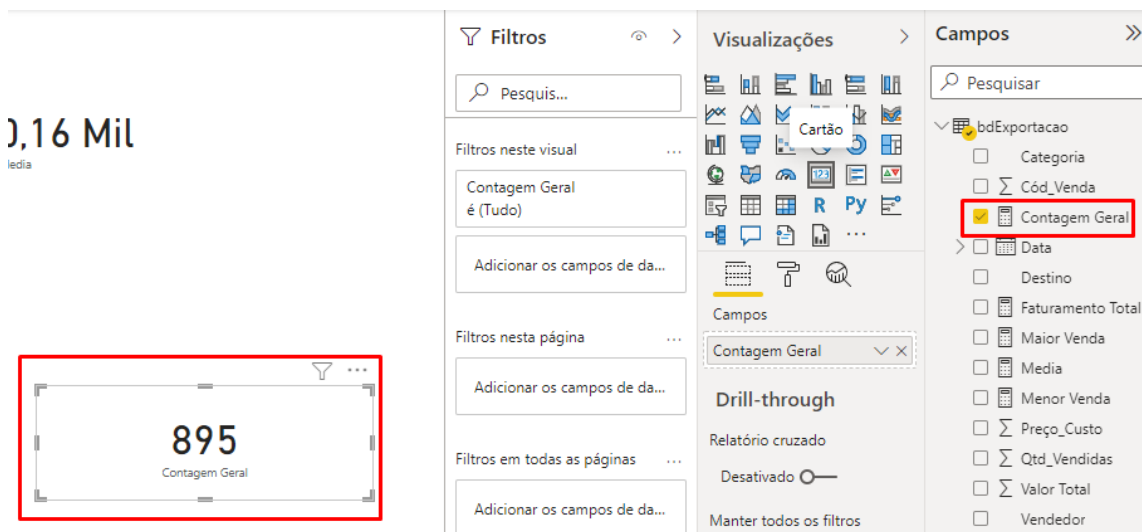 0,16 Mil
Media
895
Contagem Geral
Filtros
Pesquis...
Filtros neste visual
...
Contagem Geral
é (Tudo)
Adicionar os campos de da...
Filtros nesta página
...
Adicionar os campos de da...
Filtros em todas as páginas
...
Adicionar os campos de da...
Visualizações
Cartão
123
R
Py
...
Campos
Contagem Geral
Drill-through
Relatório cruzado
Desativado
Manter todos os filtros
Campos
Pesquisar
bdExportacao
Categoria
∑ Cód_Venda
Contagem Geral
Data
Destino
Faturamento Total
Maior Venda
Media
Menor Venda
∑ Preço_Custo
∑ Qtd_Vendidas
∑ Valor Total
Vendedor